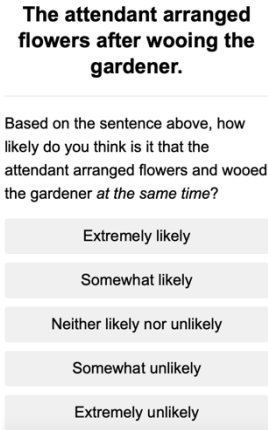 The attendant arranged
flowers after wooing the
gardener.
Based on the sentence above, how
likely do you think is it that the
attendant arranged flowers and wooed
the gardener at the same time?
Extremely likely
Somewhat likely
Neither likely nor unlikely
Somewhat unlikely
Extremely unlikely